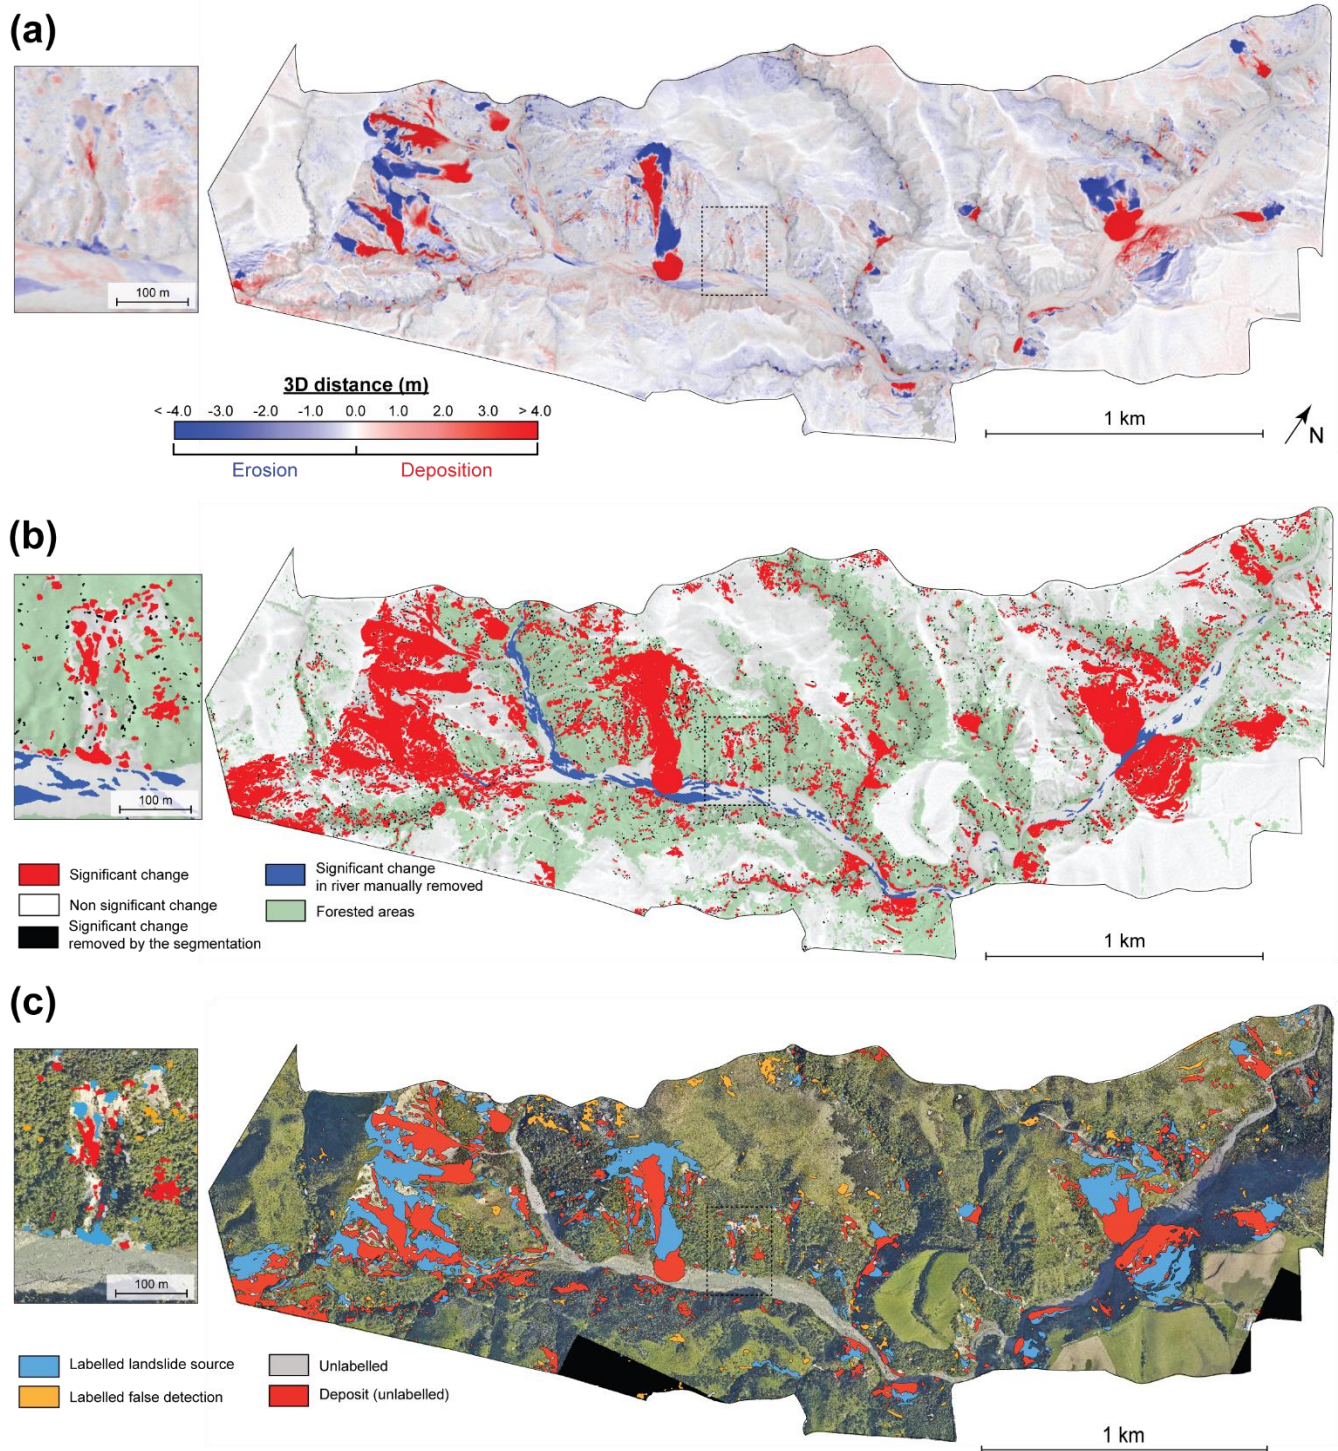 (a)
100 m
3D distance (m)
< -4.0 -3.0 -2.0 -1.0 0.0 1.0 2.0 3.0 > 4.0
Erosion Deposition
1 km
N
(b)
100 m
Significant change
Non significant change
Significant change
removed by the segmentation
Significant change
in river manually removed
Forested areas
1 km
(c)
100 m
Labelled landslide source
Labelled false detection
Unlabelled
Deposit (unlabelled)
1 km